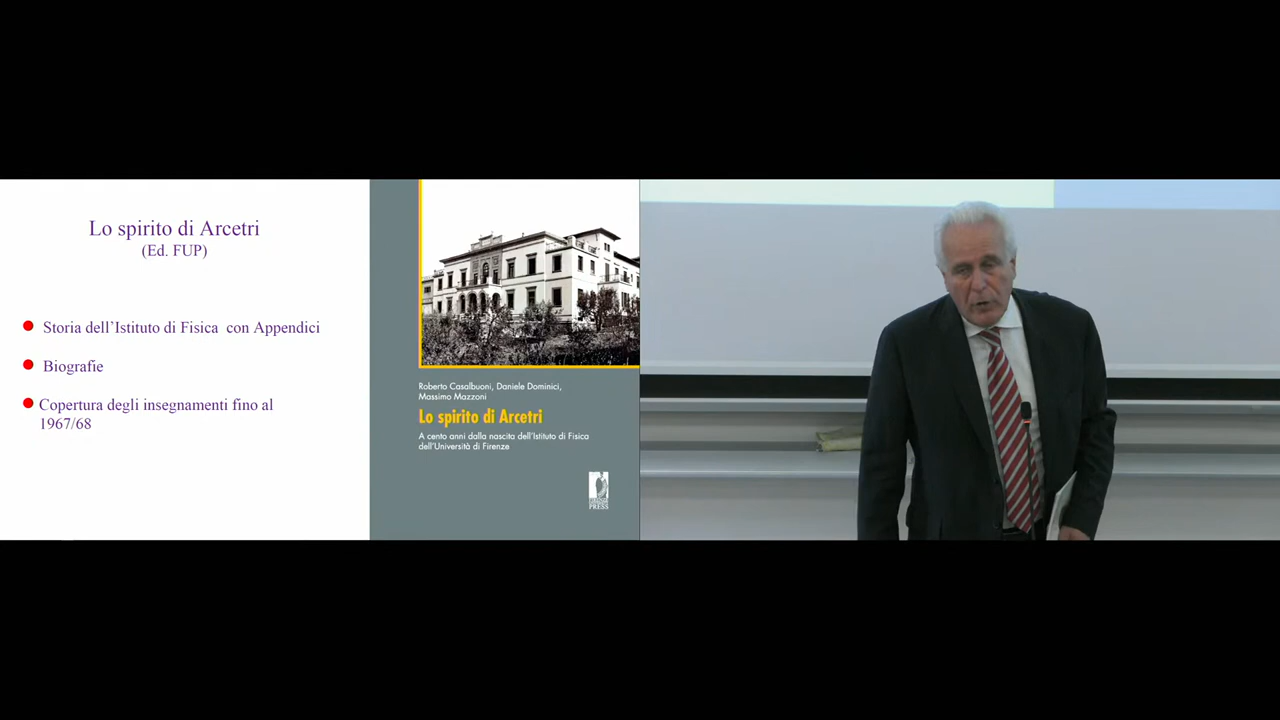 Lo spirito di Arcetri
(Ed. FUP)
Storia dell'Istituto di Fisica con Appendici
Biografie
Copertura degli insegnamenti fino al
1967/68
Roberto Casalbuoni, Daniele Dominici,
Massimo Mazzoni
Lo spirito di Arcetri
A cento anni dalla nascita dell'Istituto di Fisica
dell'Università di Firenze
PRESS